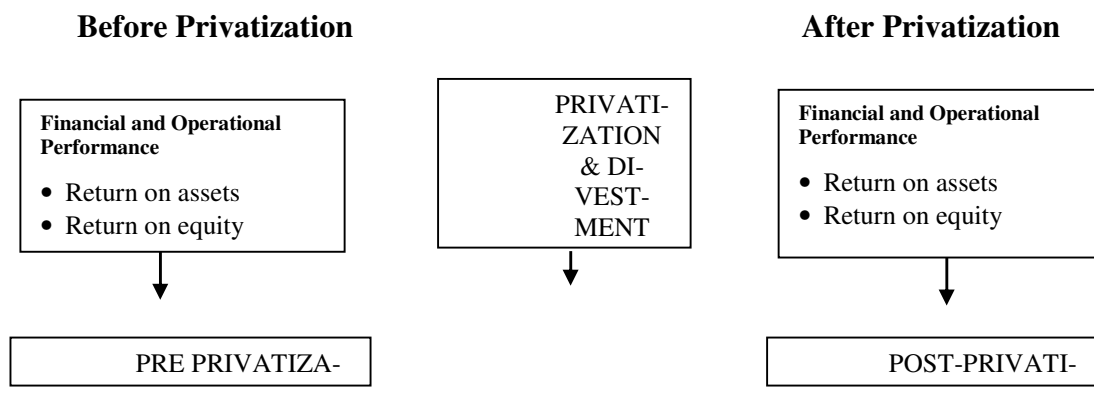 Before Privatization
After Privatization
Financial and Operational
Performance
• Return on assets
• Return on equity
PRIVATI-
ZATION
& DI-
VEST-
MENT
Financial and Operational
Performance
• Return on assets
• Return on equity
PRE PRIVATIZA-
POST-PRIVATI-